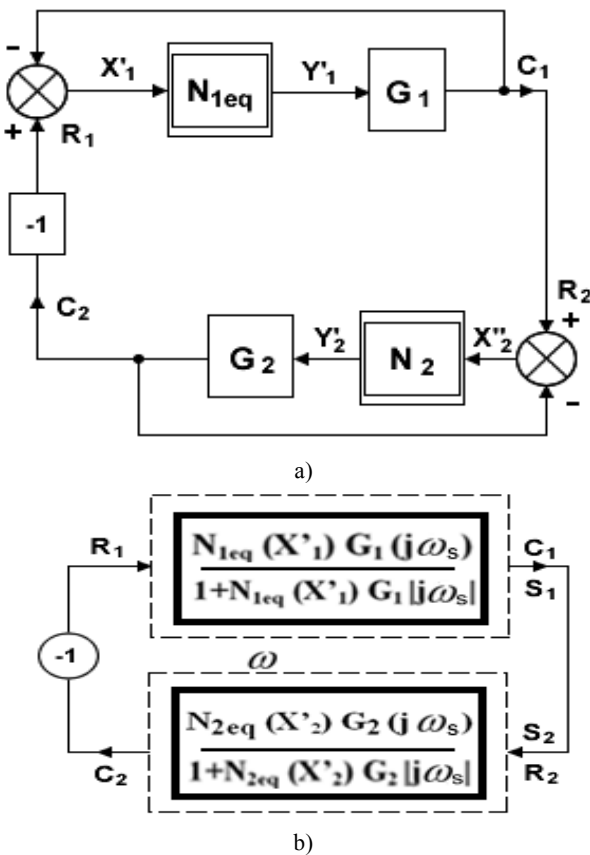 -
X'₁
N₁eq
Y'₁
G₁
C₁
+
R₁
-1
C₂
R₂
+
G₂
Y'₂
N₂
X"₂
-
a)
R₁
N₁eq (X'₁) G₁ (jωs)
1+N₁eq (X'₁) G₁ |jωs|
C₁
S₁
-1
ω
N₂eq (X'₂) G₂ (j ωs)
1+N₂eq (X'₂) G₂ |jωs|
S₂
R₂
C₂
b)